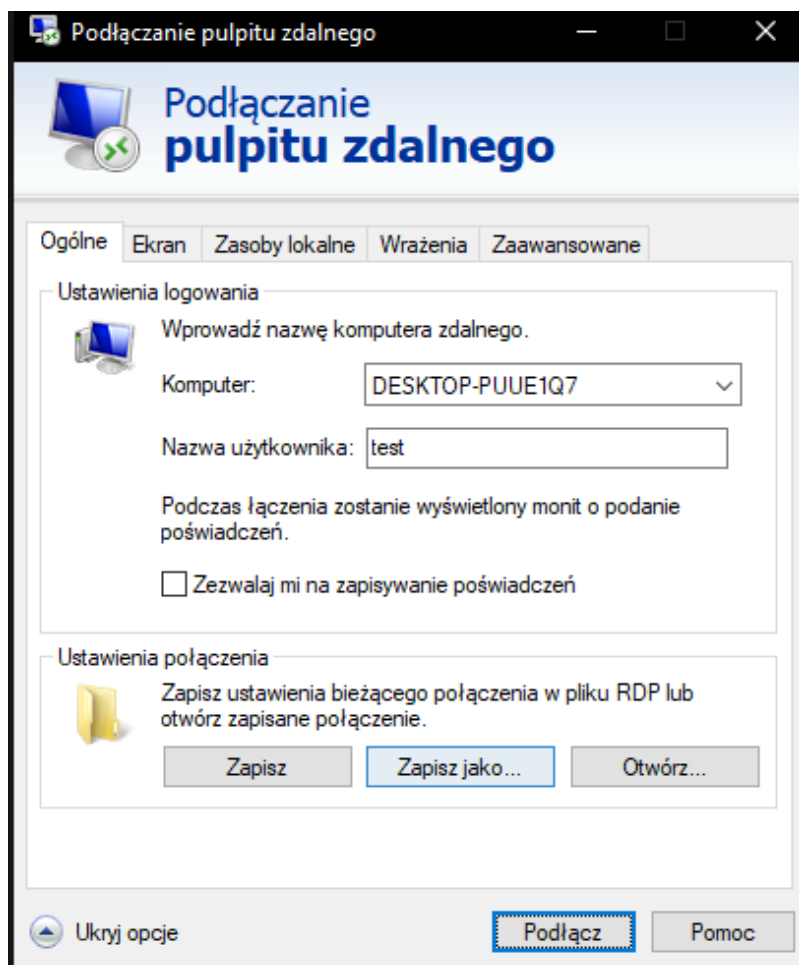 Podłączanie pulpitu zdalnego
Podłączanie
pulpitu zdalnego
Ogólne Ekran Zasoby lokalne Wrażenia Zaawansowane
Ustawienia logowania
Wprowadź nazwę komputera zdalnego.
Komputer: DESKTOP-PUUE1Q7
Nazwa użytkownika: test
Podczas łączenia zostanie wyświetlony monit o podanie
poświadczeń.
Zezwalaj mi na zapisywanie poświadczeń
Ustawienia połączenia
Zapisz ustawienia bieżącego połączenia w pliku RDP lub
otwórz zapisane połączenie.
Zapisz Zapisz jako... Otwórz...
Ukryj opcje Podłącz Pomoc